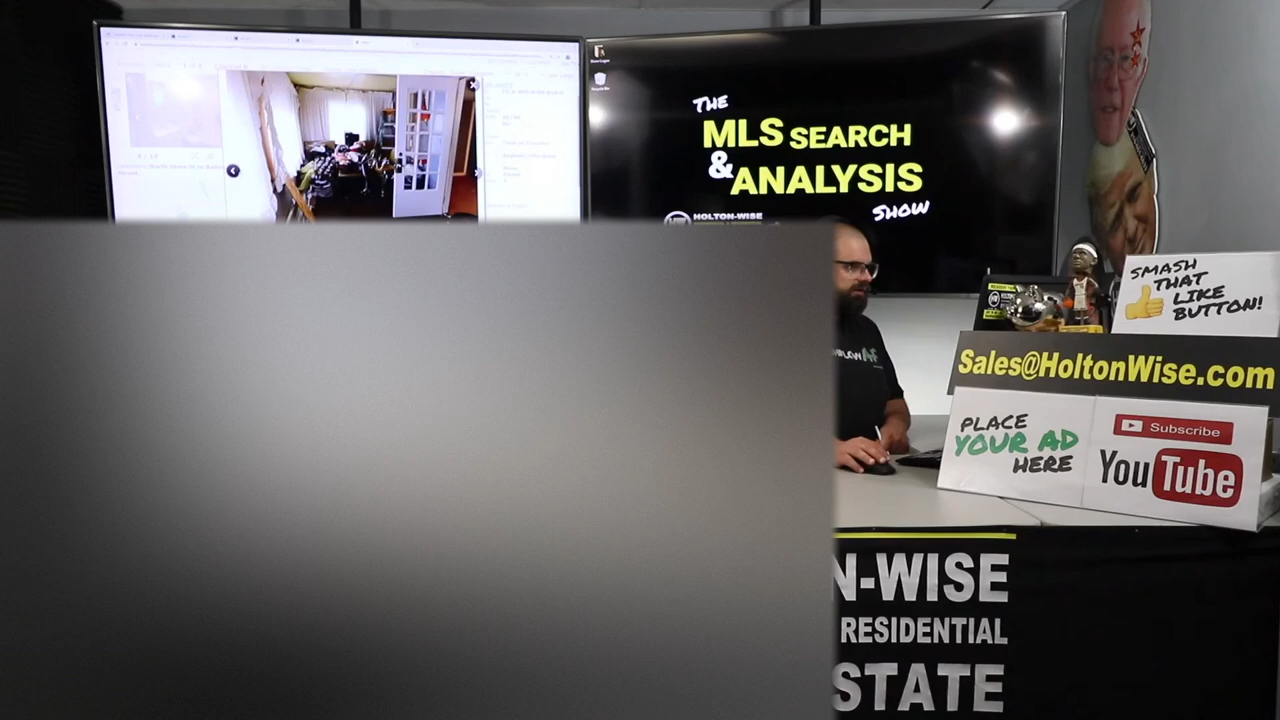 THE
MLS SEARCH
& ANALYSIS
SHOW
HOLTON-WISE
SMASH
THAT
LIKE
BUTTON!
Sales@HoltonWise.com
PLACE
YOUR AD
HERE
Subscribe
YouTube
N-WISE
RESIDENTIAL
STATE